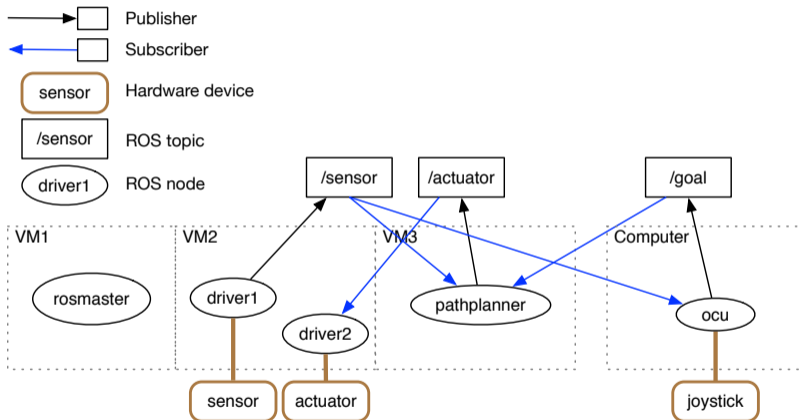 Publisher
Subscriber
sensor Hardware device
/sensor ROS topic
driver1 ROS node
/sensor /actuator /goal
VM1 VM2 VM3 Computer
rosmaster driver1 pathplanner ocu
driver2
sensor actuator joystick